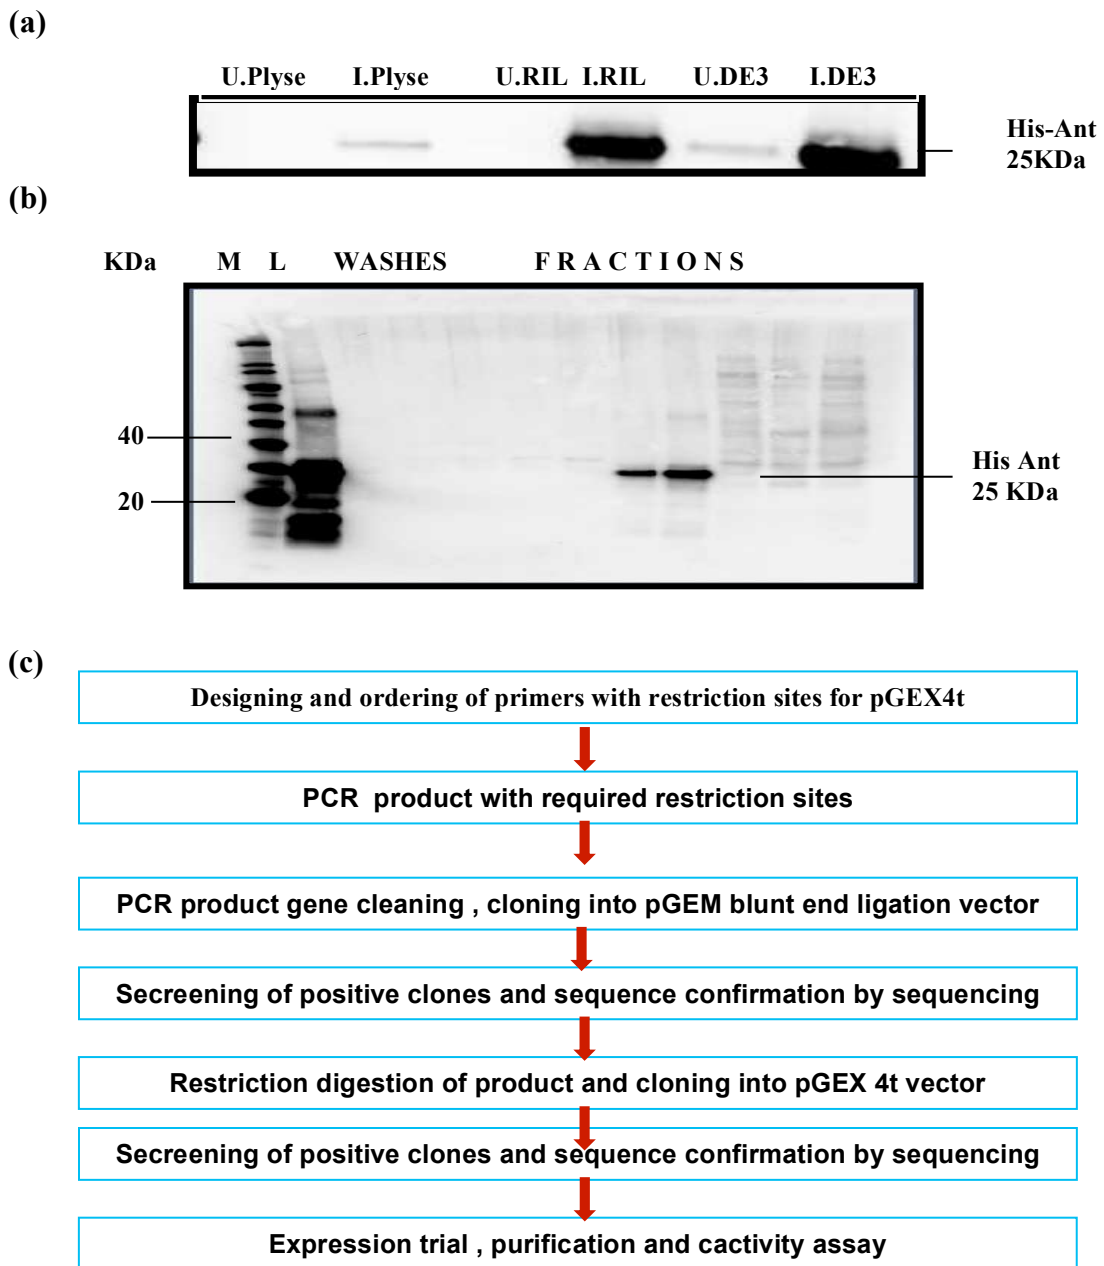 (a)
U.Plyse I.Plyse U.RIL I.RIL U.DE3 I.DE3
His-Ant
25KDa
(b)
KDa M L WASHES F R A C T I O N S
40
20
His Ant
25 KDa
(c)
Designing and ordering of primers with restriction sites for pGEX4t
PCR product with required restriction sites
PCR product gene cleaning , cloning into pGEM blunt end ligation vector
Secreening of positive clones and sequence confirmation by sequencing
Restriction digestion of product and cloning into pGEX 4t vector
Secreening of positive clones and sequence confirmation by sequencing
Expression trial , purification and cactivity assay